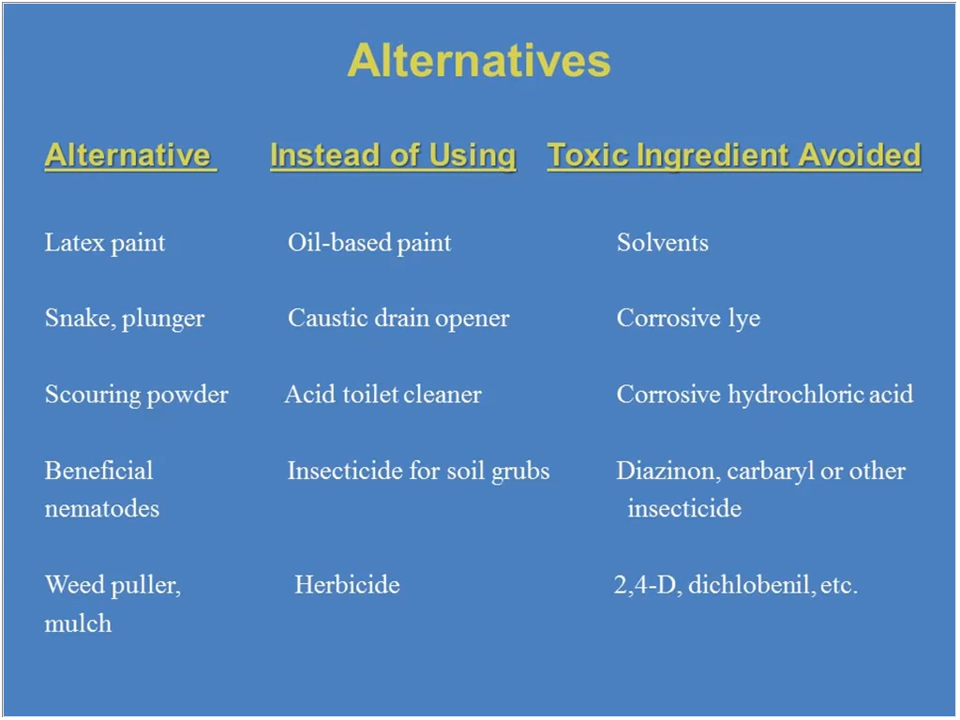 Alternatives
Alternative Instead of Using Toxic Ingredient Avoided
Latex paint Oil-based paint Solvents
Snake, plunger Caustic drain opener Corrosive lye
Scouring powder Acid toilet cleaner Corrosive hydrochloric acid
Beneficial Insecticide for soil grubs Diazinon, carbaryl or other
nematodes insecticide
Weed puller, Herbicide 2,4-D, dichlobenil, etc.
mulch